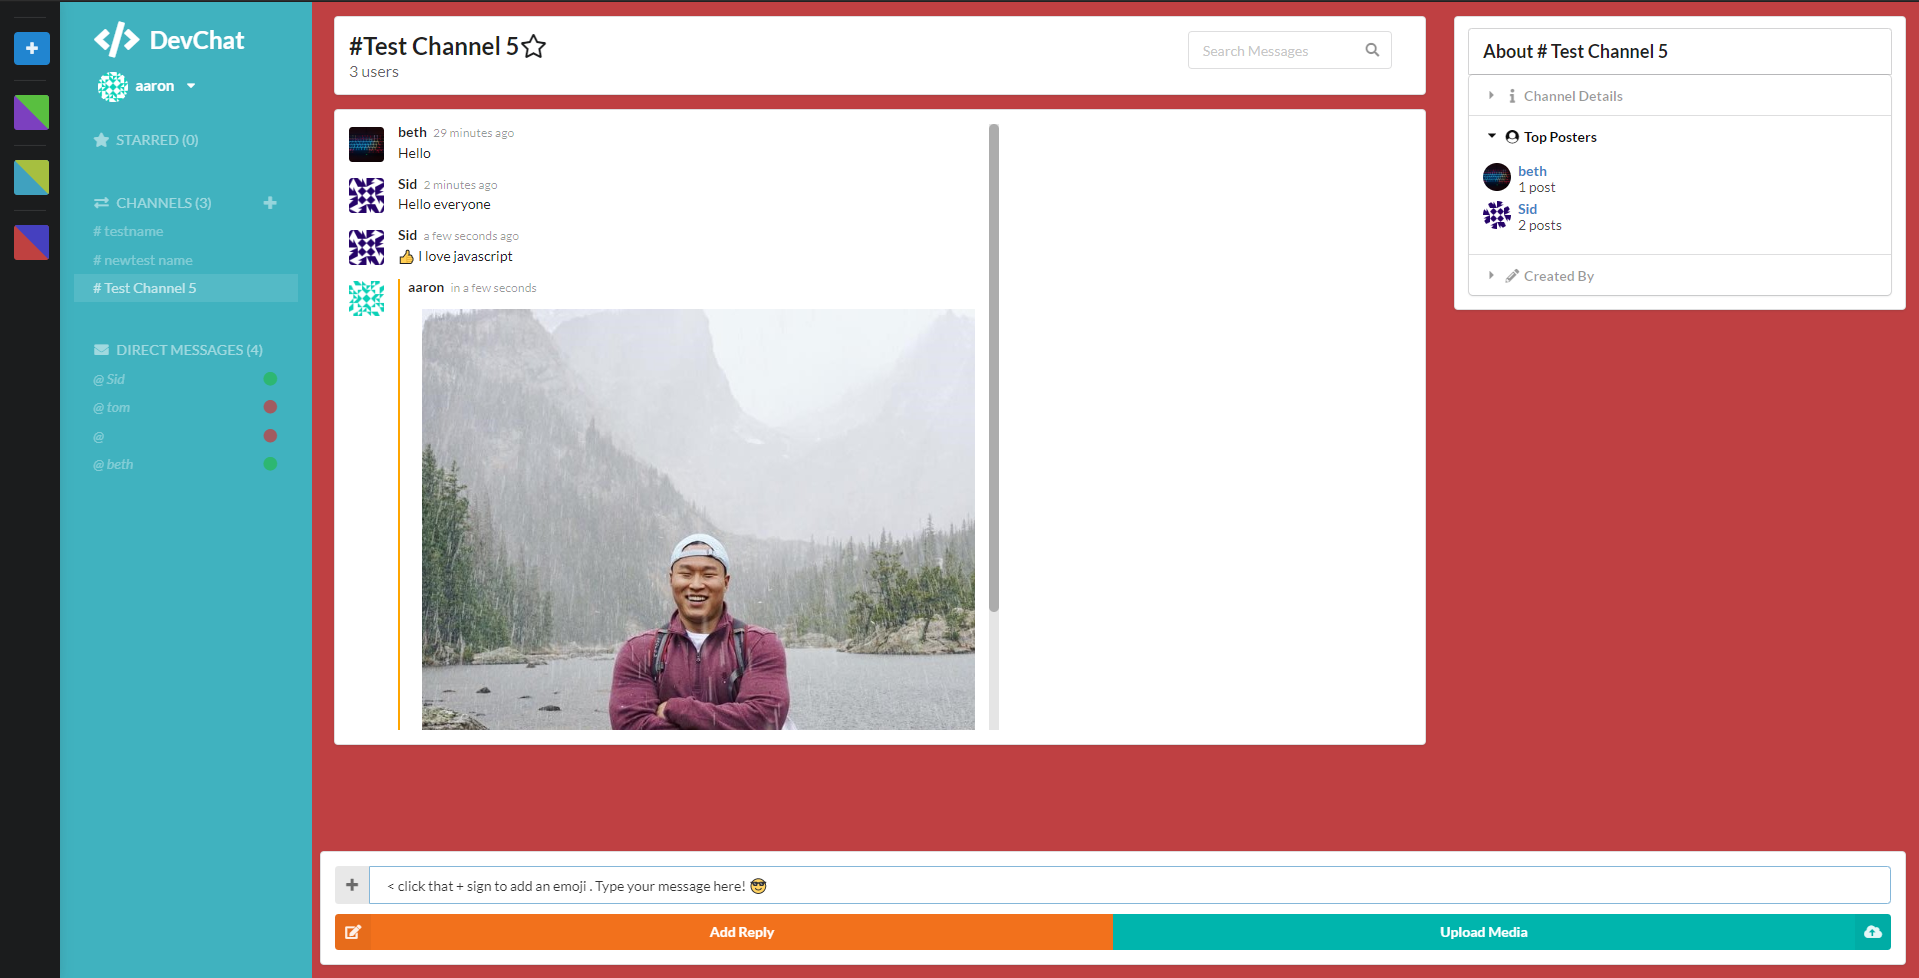 DevChat
aaron
STARRED (0)
CHANNELS (3)
# testname
# newtest name
# Test Channel 5
DIRECT MESSAGES (4)
@ Sid
@ tom
@
@ beth
#Test Channel 5
3 users
Search Messages
beth 29 minutes ago
Hello
Sid 2 minutes ago
Hello everyone
Sid a few seconds ago
👍 I love javascript
aaron in a few seconds
About # Test Channel 5
Channel Details
Top Posters
beth
1 post
Sid
2 posts
Created By
< click that + sign to add an emoji . Type your message here! 😎
Add Reply
Upload Media